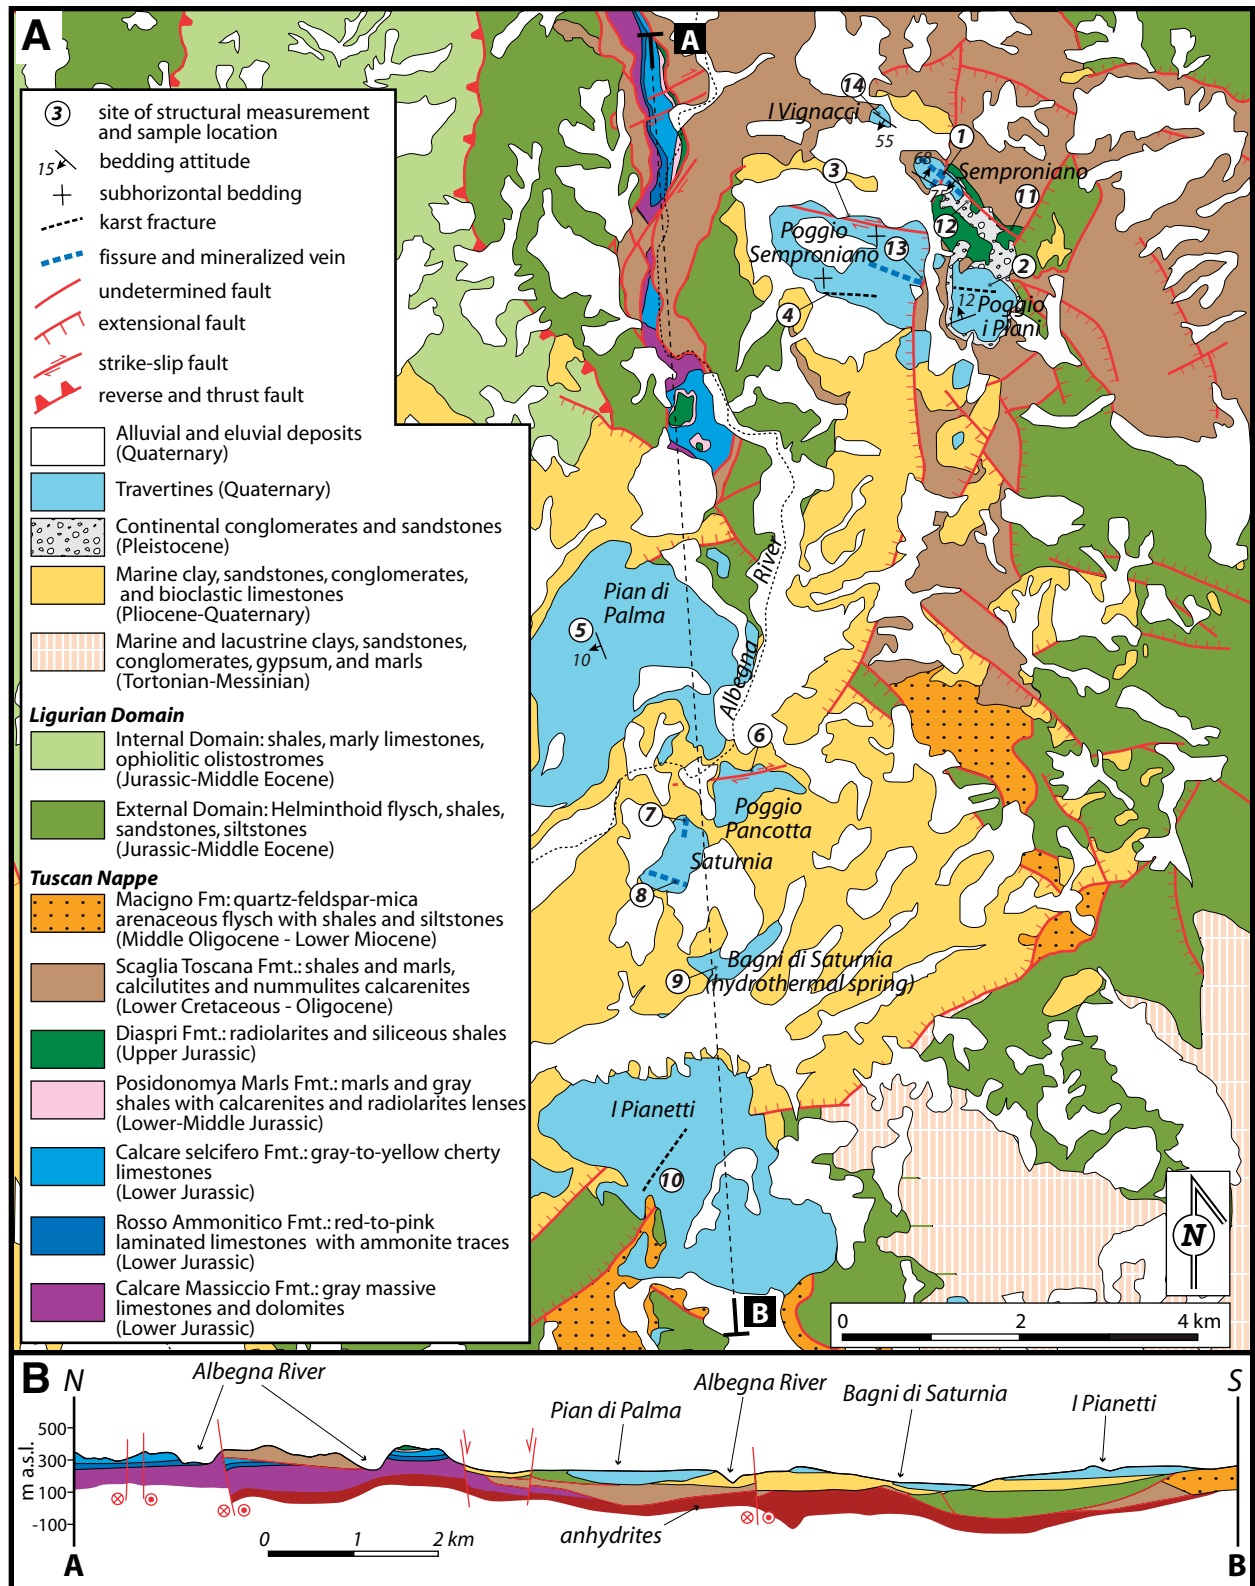 A
3 site of structural measurement
and sample location
15 bedding attitude
subhorizontal bedding
karst fracture
fissure and mineralized vein
undetermined fault
extensional fault
strike-slip fault
reverse and thrust fault
Alluvial and eluvial deposits
(Quaternary)
Travertines (Quaternary)
Continental conglomerates and sandstones
(Pleistocene)
Marine clay, sandstones, conglomerates,
and bioclastic limestones
(Pliocene-Quaternary)
Marine and lacustrine clays, sandstones,
conglomerates, gypsum, and marls
(Tortonian-Messinian)
Ligurian Domain
Internal Domain: shales, marly limestones,
ophiolitic olistostromes
(Jurassic-Middle Eocene)
External Domain: Helminthoid flysch, shales,
sandstones, siltstones
(Jurassic-Middle Eocene)
Tuscan Nappe
Macigno Fm: quartz-feldspar-mica
arenaceous flysch with shales and siltstones
(Middle Oligocene - Lower Miocene)
Scaglia Toscana Fmt.: shales and marls,
calcilutites and nummulites calcarenites
(Lower Cretaceous - Oligocene)
Diaspri Fmt.: radiolarites and siliceous shales
(Upper Jurassic)
Posidonomya Marls Fmt.: marls and gray
shales with calcarenites and radiolarites lenses
(Lower-Middle Jurassic)
Calcare selcifero Fmt.: gray-to-yellow cherty
limestones
(Lower Jurassic)
Rosso Ammonitico Fmt.: red-to-pink
laminated limestones with ammonite traces
(Lower Jurassic)
Calcare Massiccio Fmt.: gray massive
limestones and dolomites
(Lower Jurassic)
A
14
I Vignacci
55
1
68
Semproniano
3
75
11
Poggio
Semproniano
13
12
2
12
Poggio
i Piani
4
River
Pian di
Palma
5
10
Albegna
6
Poggio
Pancotta
7
Saturnia
8
Bagni di Saturnia
(hydrothermal spring)
9
I Pianetti
10
N
B
0 2 4 km
B
N
S
Albegna River
Pian di Palma
Albegna River
Bagni di Saturnia
I Pianetti
m a.s.l.
500
300
100
-100
anhydrites
0 1 2 km
A
B